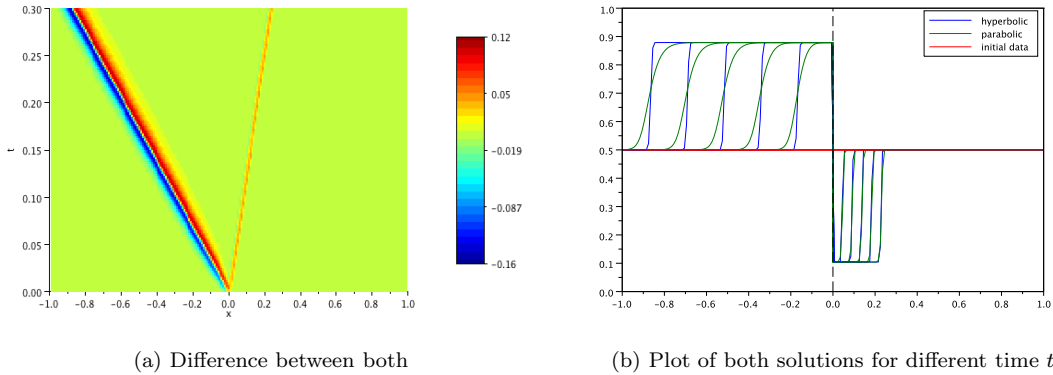 0.30
0.25
0.20
0.15
0.10
0.05
0.00
t
−1.0 −0.8 −0.6 −0.4 −0.2 0.0 0.2 0.4 0.6 0.8 1.0
x
0.12
0.05
−0.019
−0.087
−0.16
(a) Difference between both
1.0
0.9
0.8
0.7
0.6
0.5
0.4
0.3
0.2
0.1
0.0
−1.0 −0.8 −0.6 −0.4 −0.2 0.0 0.2 0.4 0.6 0.8 1.0
hyperbolic
parabolic
initial data
(b) Plot of both solutions for different time t